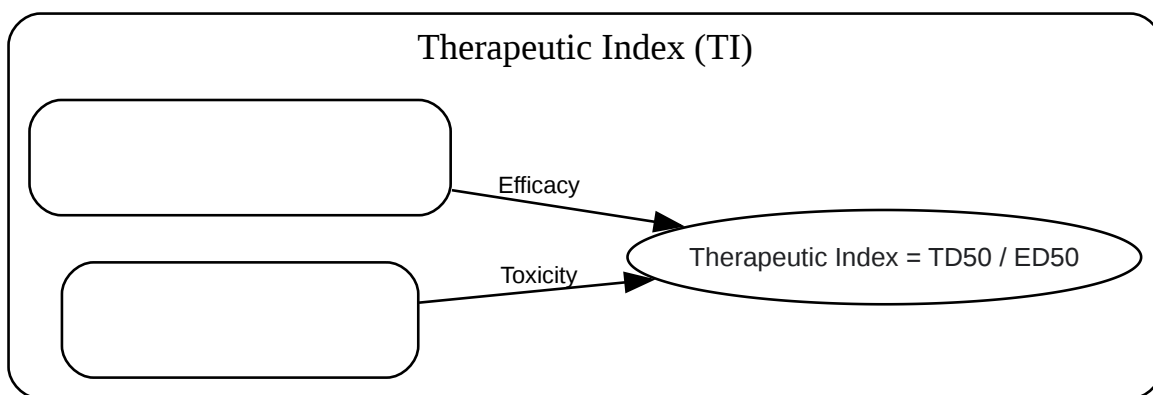 Therapeutic Index (TI)
Efficacy
Therapeutic Index = TD50 / ED50
Toxicity